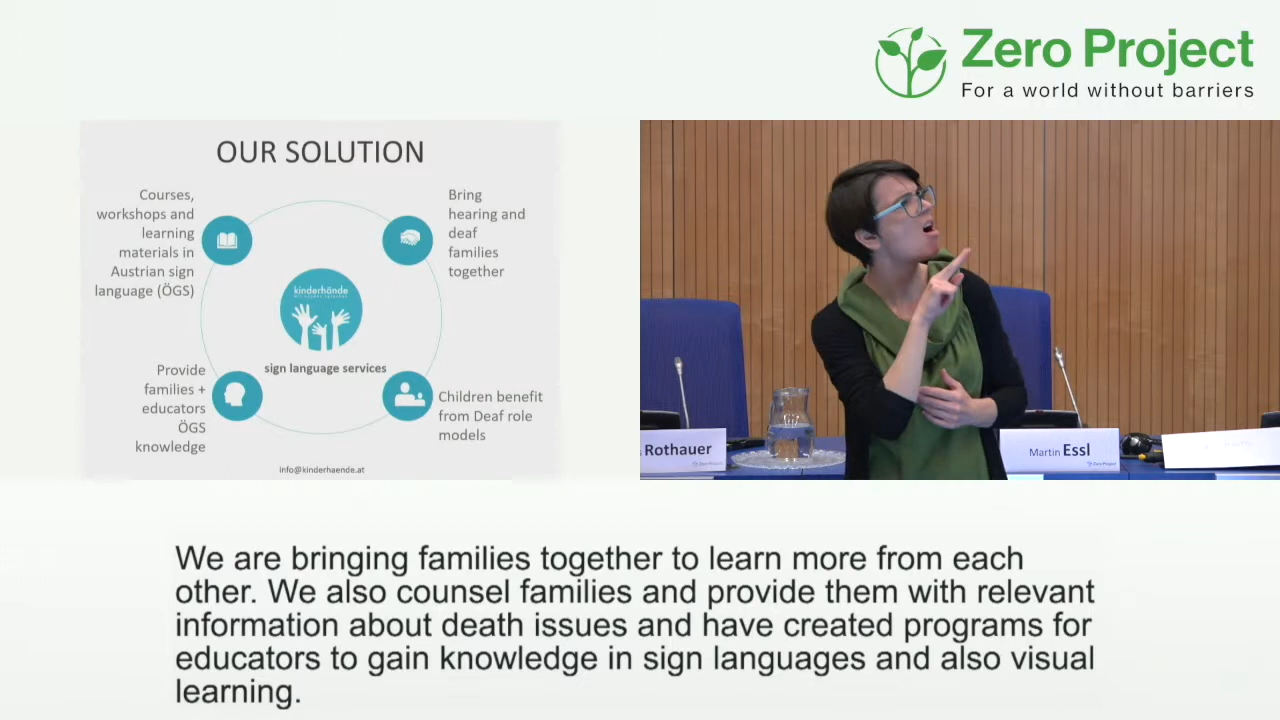 Zero Project
For a world without barriers
OUR SOLUTION
Courses,
workshops and
learning
materials in
Austrian sign
language (ÖGS)
Bring
hearing and
deaf
families
together
kinderhände
sign language services
Provide
families +
educators
ÖGS
knowledge
Children benefit
from Deaf role
models
info@kinderhaende.at
Rothauer
Zero Project
Martin Essl
Zero Project
We are bringing families together to learn more from each
other. We also counsel families and provide them with relevant
information about death issues and have created programs for
educators to gain knowledge in sign languages and also visual
learning.